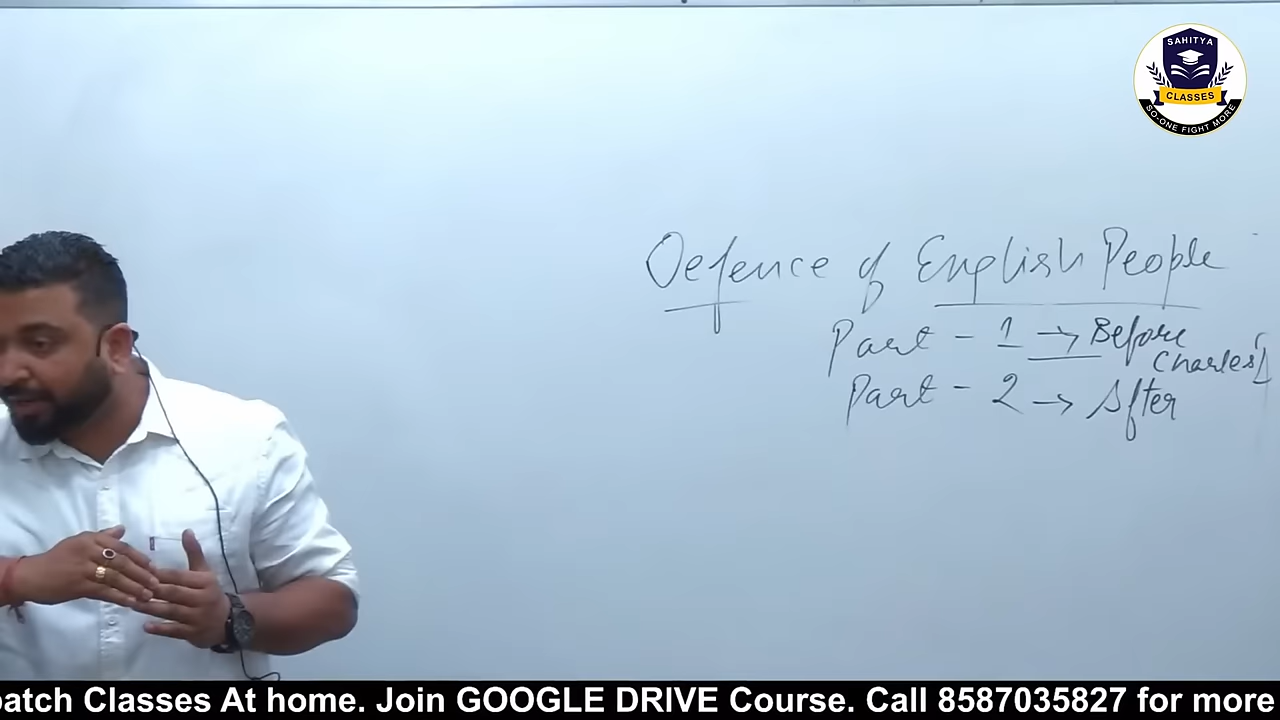 SAHITYA
CLASSES
SO-ONE FIGHT MORE
Defence of English People
Part - 1 → Before
Charles I
Part - 2 → After
patch Classes At home. Join GOOGLE DRIVE Course. Call 8587035827 for more